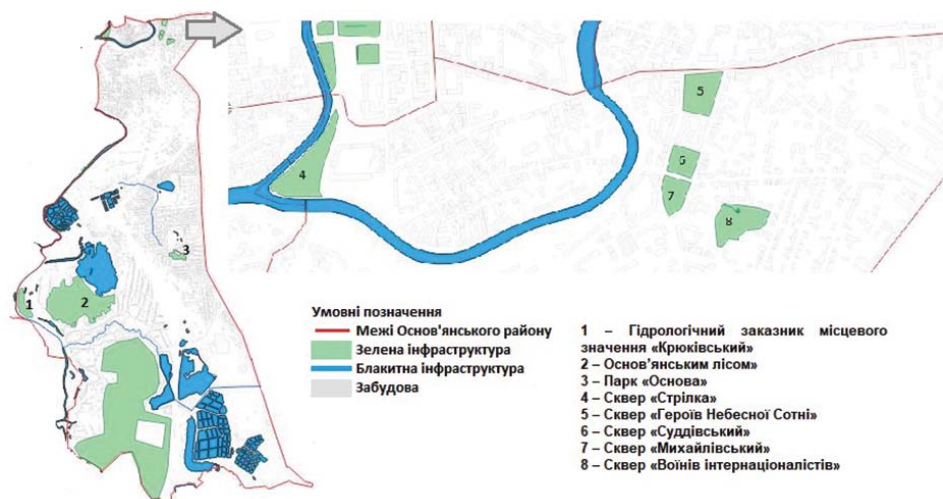 4
5
6
7
8
3
1
2
Умовні позначення
Межі Основ'янського району
Зелена інфраструктура
Блакитна інфраструктура
Забудова
1 – Гідрологічний заказник місцевого
значення «Крюківський»
2 – Основ'янським лісом»
3 – Парк «Основа»
4 – Сквер «Стрілка»
5 – Сквер «Героїв Небесної Сотні»
6 – Сквер «Суддівський»
7 – Сквер «Михайлівський»
8 – Сквер «Воїнів інтернаціоналістів»